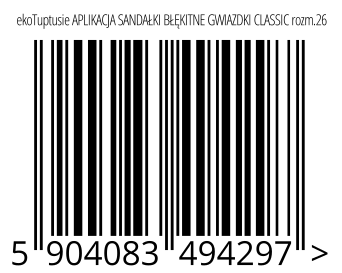 ekoTuptusie APLIKACJA SANDAŁKI BŁĘKITNE GWIAZDKI CLASSIC rozm.26
5 904083 494297 >